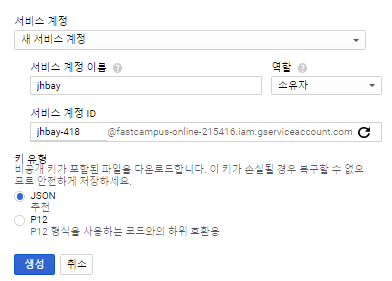 서비스 계정
새 서비스 계정
서비스 계정 이름
역할
jhbay
소유자
서비스 계정 ID
jhbay-418 @fastcampus-online-215416.iam.gserviceaccount.com
키 유형
비공개 키가 포함된 파일을 다운로드합니다. 이 키가 손실될 경우 복구할 수 없으
므로 안전하게 저장하세요.
JSON
추천
P12
P12 형식을 사용하는 코드와의 하위 호환용
생성 취소